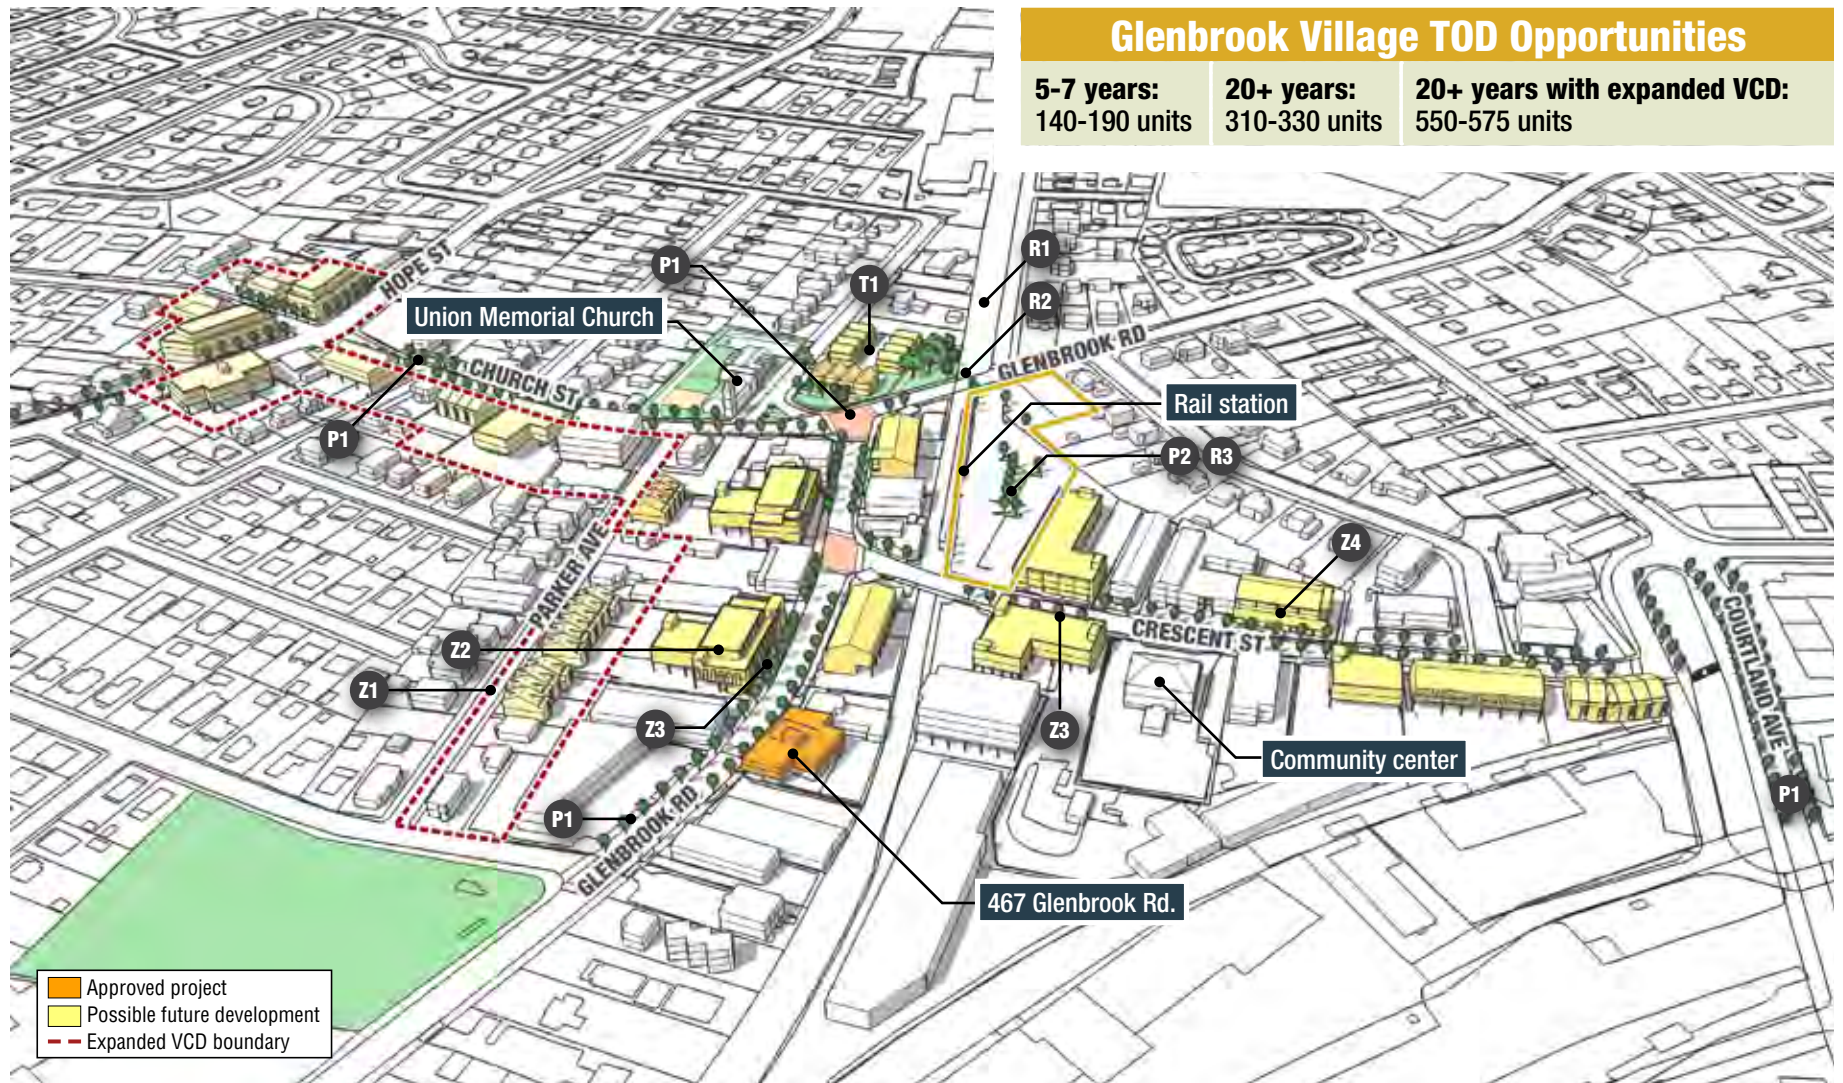 Glenbrook Village TOD Opportunities
5-7 years:
140-190 units
20+ years:
310-330 units
20+ years with expanded VCD:
550-575 units
R1
P1
HOPE ST
T1
R2
Union Memorial Church
GLENBROOK RD
CHURCH ST
Rail station
P1
P2
R3
Z4
PARKER AVE
COURTLAND AVE
CRESCENT ST
Z2
Z1
Z3
Z3
Community center
P1
P1
GLENBROOK RD
467 Glenbrook Rd.
Approved project
Possible future development
Expanded VCD boundary